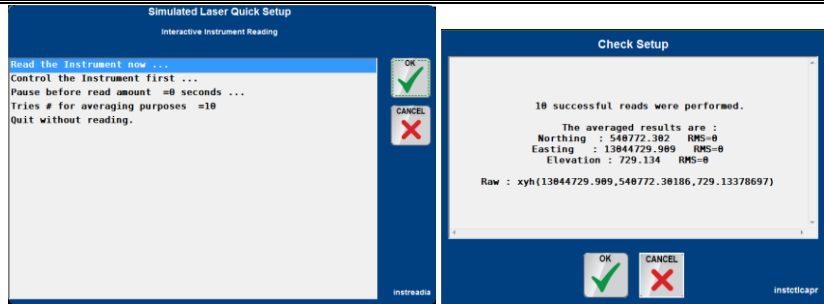 Simulated Laser Quick Setup
Interactive Instrument Reading
Read the Instrument now ...
Control the Instrument first ...
Pause before read amount =0 seconds ...
Tries # for averaging purposes =10
Quit without reading.
OK
CANCEL
instreadia
Check Setup
10 successful reads were performed.
The averaged results are :
Northing : 540772.302 RMS=0
Easting : 13044729.909 RMS=0
Elevation : 729.134 RMS=0
Raw : xyh(13044729.909,540772.30186,729.13378697)
OK
CANCEL
instctlcapr